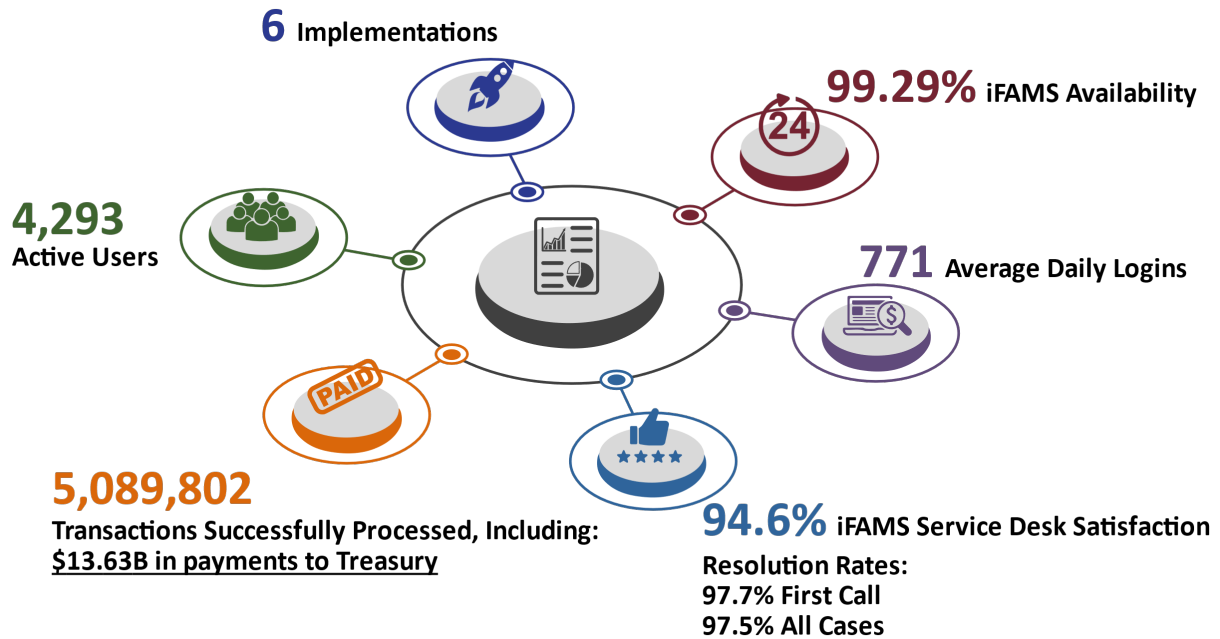 6 Implementations
99.29% iFAMS Availability
24
4,293
Active Users
771 Average Daily Logins
$
PAID
5,089,802
Transactions Successfully Processed, Including:
$13.63B in payments to Treasury
94.6% iFAMS Service Desk Satisfaction
Resolution Rates:
97.7% First Call
97.5% All Cases